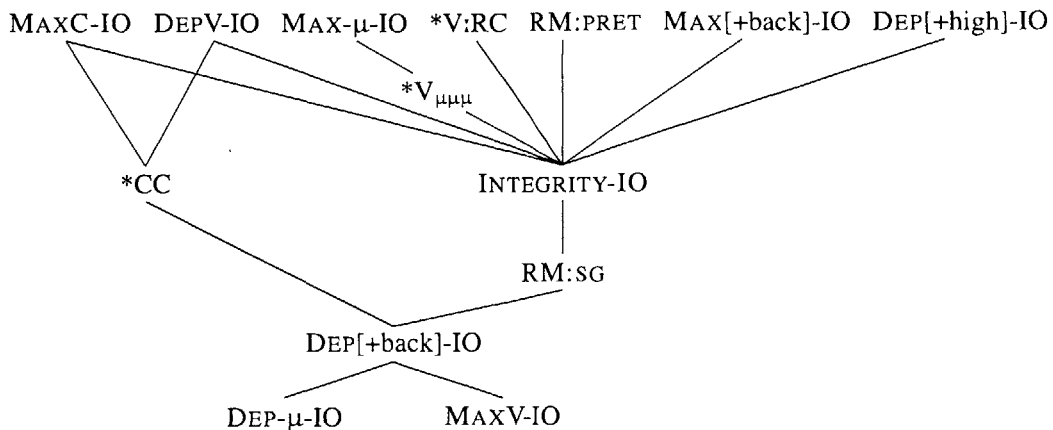 MAXC-IO DEPV-IO MAX-μ-IO *V:RC RM:PRET MAX[+back]-IO DEP[+high]-IO
*Vμμμ
*CC INTEGRITY-IO
RM:SG
DEP[+back]-IO
DEP-μ-IO MAXV-IO